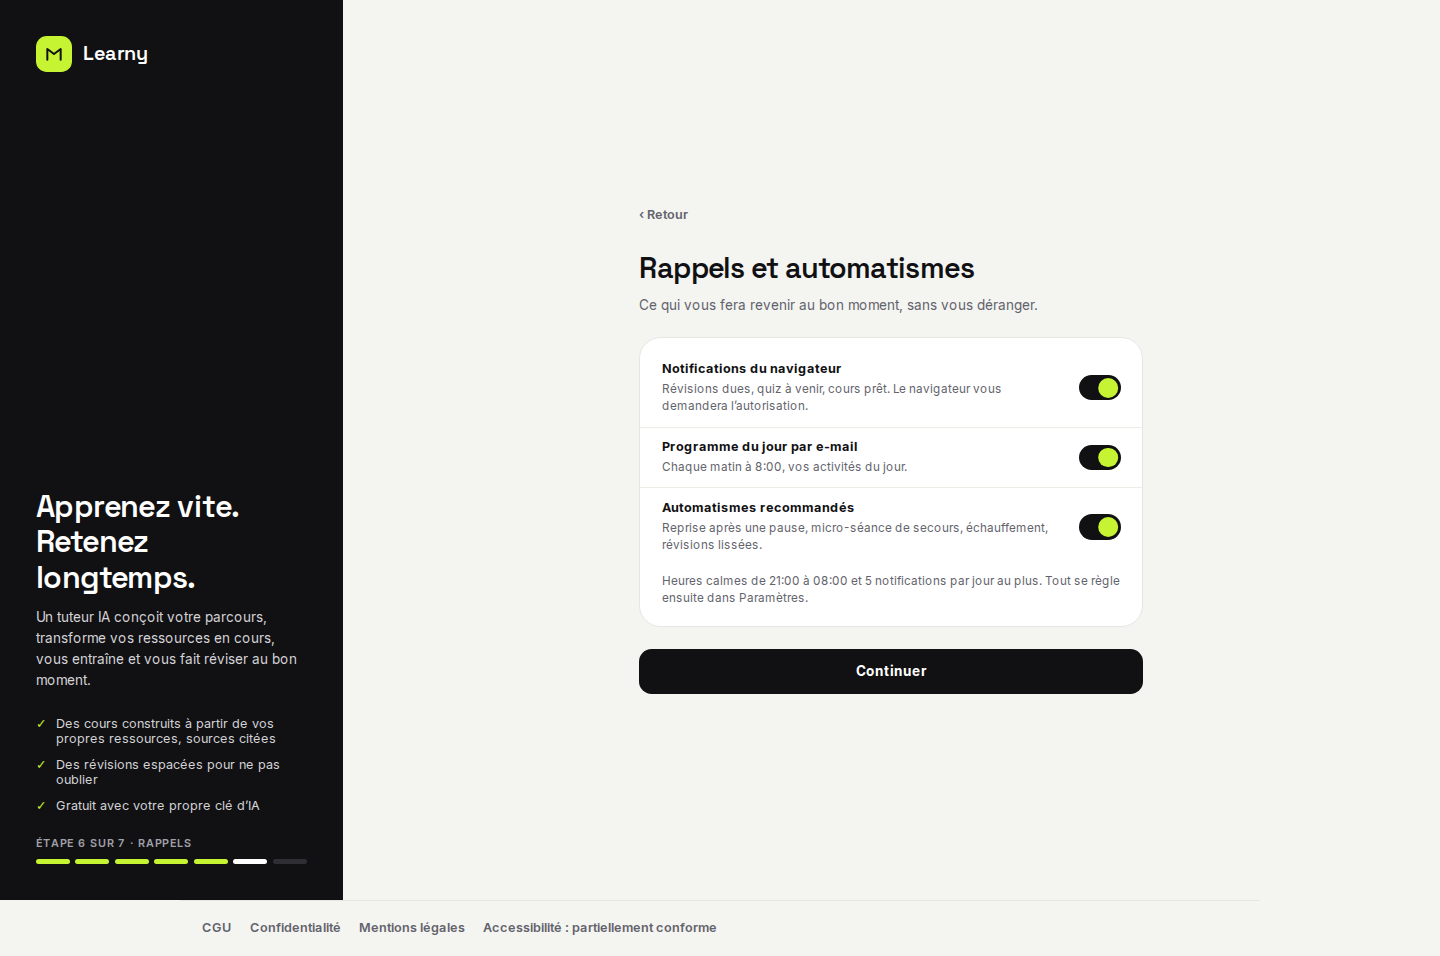 Learny
Apprenez vite.
Retenez
longtemps.
Un tuteur IA conçoit votre parcours,
transforme vos ressources en cours,
vous entraîne et vous fait réviser au bon
moment.
✓ Des cours construits à partir de vos
propres ressources, sources citées
✓ Des révisions espacées pour ne pas
oublier
✓ Gratuit avec votre propre clé d’IA
ÉTAPE 6 SUR 7 · RAPPELS
‹ Retour
Rappels et automatismes
Ce qui vous fera revenir au bon moment, sans vous déranger.
Notifications du navigateur
Révisions dues, quiz à venir, cours prêt. Le navigateur vous
demandera l’autorisation.
Programme du jour par e-mail
Chaque matin à 8:00, vos activités du jour.
Automatismes recommandés
Reprise après une pause, micro-séance de secours, échauffement,
révisions lissées.
Heures calmes de 21:00 à 08:00 et 5 notifications par jour au plus. Tout se règle
ensuite dans Paramètres.
Continuer
CGU Confidentialité Mentions légales Accessibilité : partiellement conforme